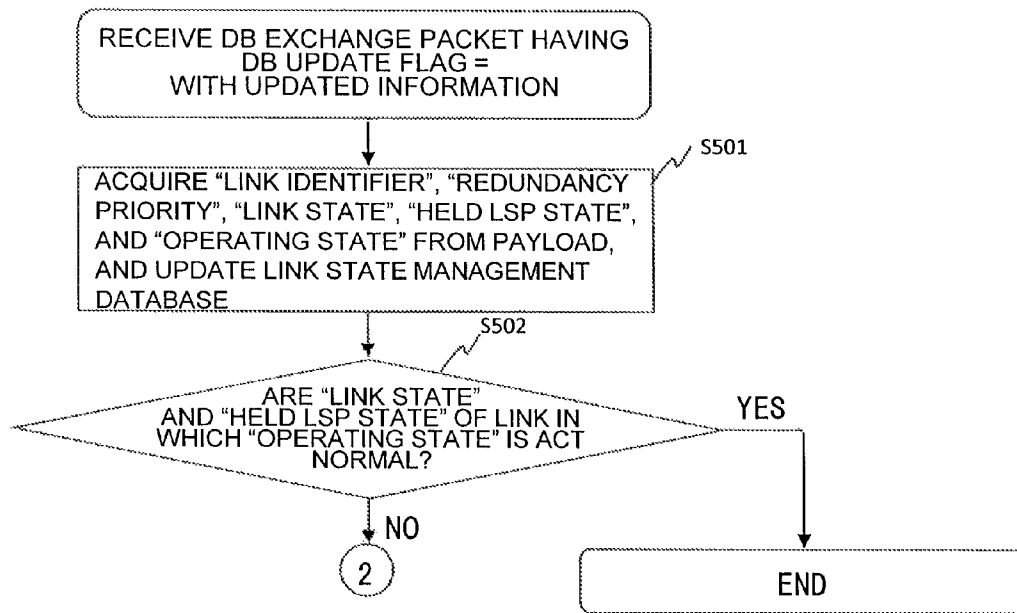 RECEIVE DB EXCHANGE PACKET HAVING
DB UPDATE FLAG =
WITH UPDATED INFORMATION
S501
ACQUIRE “LINK IDENTIFIER”, “REDUNDANCY
PRIORITY”, “LINK STATE”, “HELD LSP STATE”,
AND “OPERATING STATE” FROM PAYLOAD,
AND UPDATE LINK STATE MANAGEMENT
DATABASE
S502
ARE “LINK STATE”
AND “HELD LSP STATE” OF LINK IN
WHICH “OPERATING STATE” IS ACT
NORMAL?
YES
NO
2
END